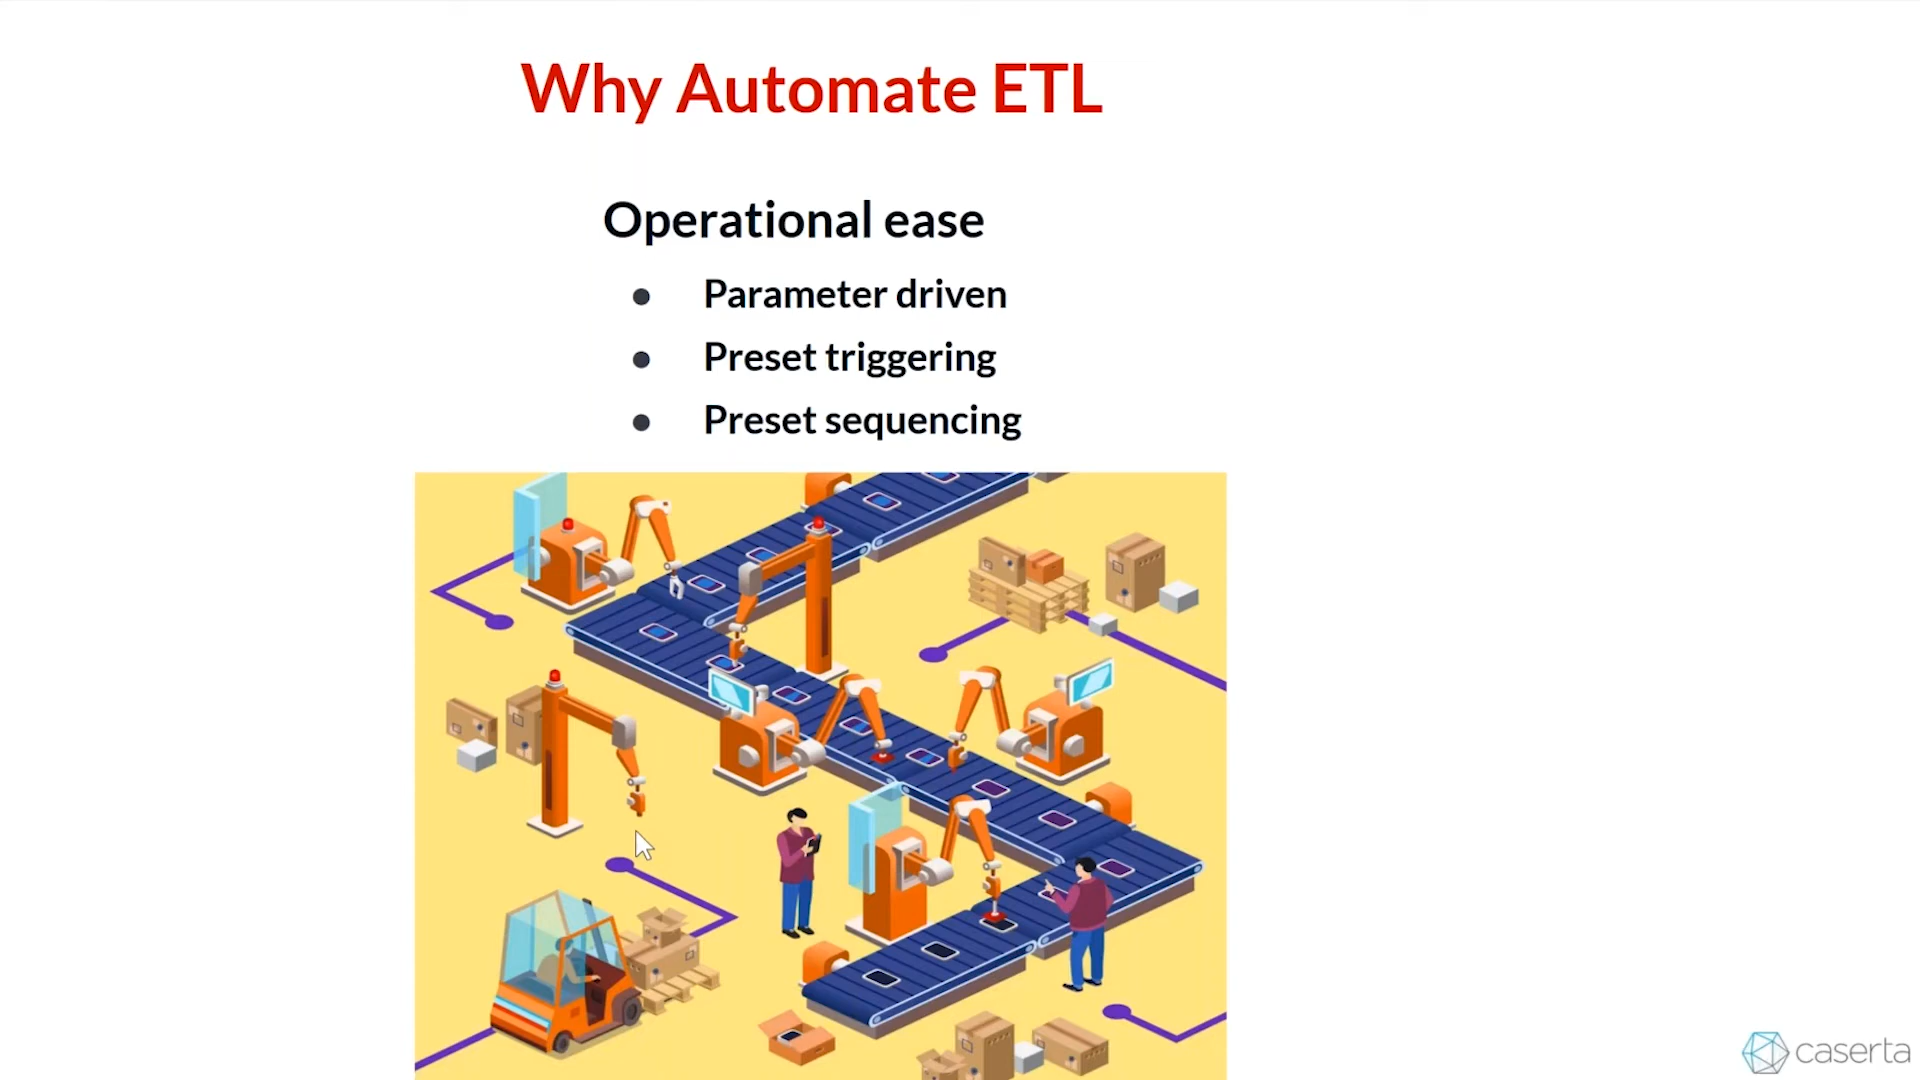 Why Automate ETL
Operational ease
● Parameter driven
● Preset triggering
● Preset sequencing
caserta